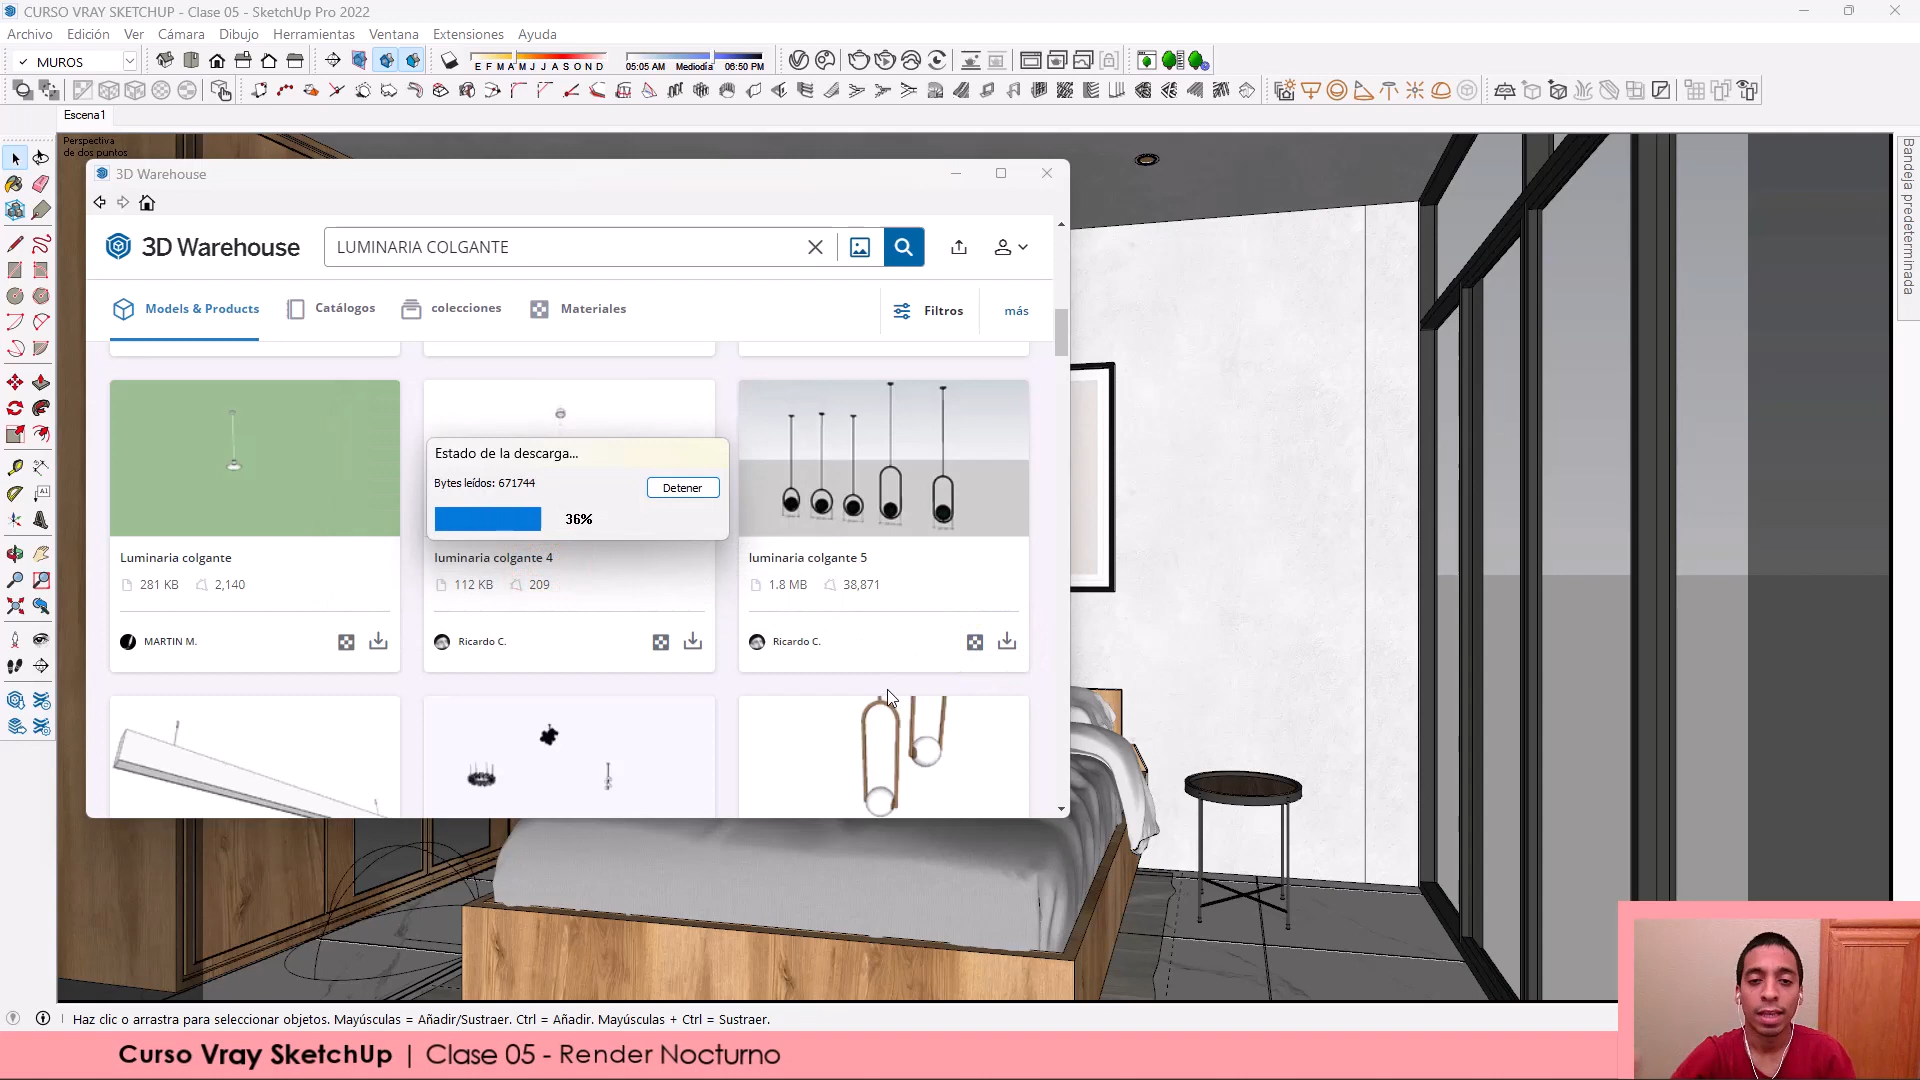 CURSO VRAY SKETCHUP - Clase 05 - SketchUp Pro 2022
Archivo Edición Ver Cámara Dibujo Herramientas Ventana Extensiones Ayuda
✓ MUROS
E F M A M J J A S O N D
05:05 AM Mediodía 06:50 PM
Escena1
Perspectiva
de dos puntos
Bandeja predeterminada
3D Warehouse
3D Warehouse
LUMINARIA COLGANTE
Models & Products Catálogos colecciones Materiales Filtros más
Estado de la descarga...
Bytes leídos: 671744
Detener
36%
Luminaria colgante
281 KB 2,140
MARTIN M.
luminaria colgante 4
112 KB 209
Ricardo C.
luminaria colgante 5
1.8 MB 38,871
Ricardo C.
Haz clic o arrastra para seleccionar objetos. Mayúsculas = Añadir/Sustraer. Ctrl = Añadir. Mayúsculas + Ctrl = Sustraer.
Curso Vray SketchUp | Clase 05 - Render Nocturno